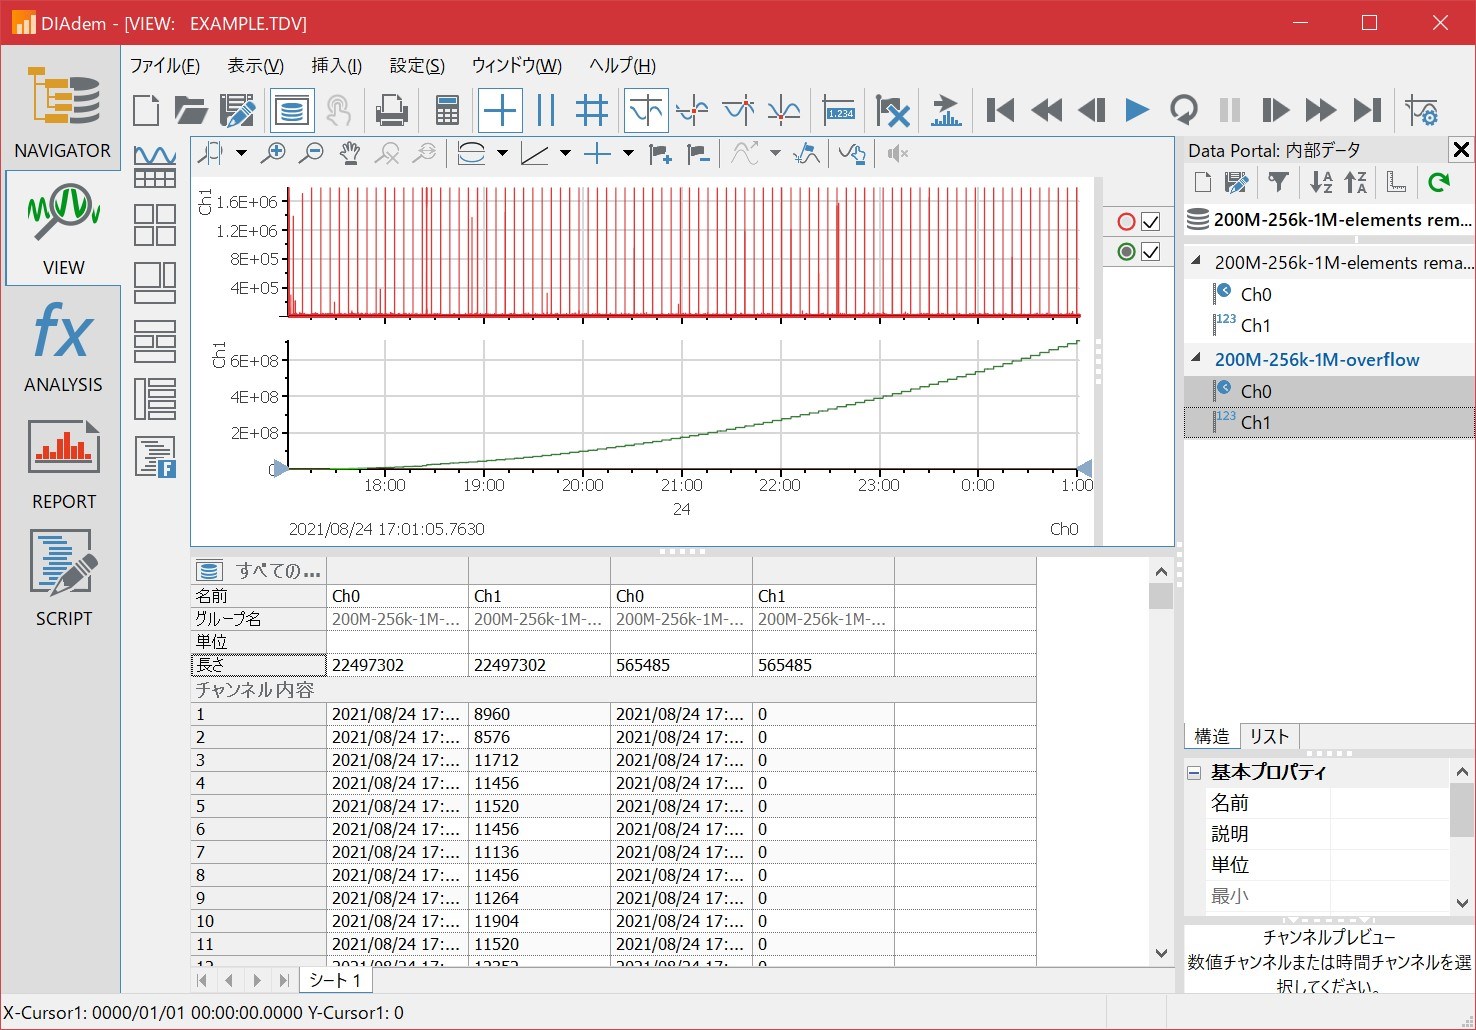 DIAdem - [VIEW: EXAMPLE.TDV]
ファイル(F) 表示(V) 挿入(I) 設定(S) ウィンドウ(W) ヘルプ(H)
NAVIGATOR
VIEW
fx
ANALYSIS
REPORT
SCRIPT
F
1.234
Ch1
1.6E+06
1.2E+06
8E+05
4E+05
Ch1
6E+08
4E+08
2E+08
0
18:00 19:00 20:00 21:00 22:00 23:00 0:00 1:00
24
2021/08/24 17:01:05.7630 Ch0
すべての...
名前 Ch0 Ch1 Ch0 Ch1
グループ名 200M-256k-1M-... 200M-256k-1M-... 200M-256k-1M-... 200M-256k-1M-...
単位
長さ 22497302 22497302 565485 565485
チャンネル内容
1 2021/08/24 17:... 8960 2021/08/24 17:... 0
2 2021/08/24 17:... 8576 2021/08/24 17:... 0
3 2021/08/24 17:... 11712 2021/08/24 17:... 0
4 2021/08/24 17:... 11456 2021/08/24 17:... 0
5 2021/08/24 17:... 11520 2021/08/24 17:... 0
6 2021/08/24 17:... 11456 2021/08/24 17:... 0
7 2021/08/24 17:... 11136 2021/08/24 17:... 0
8 2021/08/24 17:... 11456 2021/08/24 17:... 0
9 2021/08/24 17:... 11264 2021/08/24 17:... 0
10 2021/08/24 17:... 11904 2021/08/24 17:... 0
11 2021/08/24 17:... 11520 2021/08/24 17:... 0
12 2021/08/24 17:... 12352 2021/08/24 17:... 0
シート 1
Data Portal: 内部データ
200M-256k-1M-elements rem...
200M-256k-1M-elements rema...
Ch0
123 Ch1
200M-256k-1M-overflow
Ch0
123 Ch1
構造 リスト
基本プロパティ
名前
説明
単位
最小
チャンネルプレビュー
数値チャンネルまたは時間チャンネルを選
択してください。
X-Cursor1: 0000/01/01 00:00:00.0000 Y-Cursor1: 0